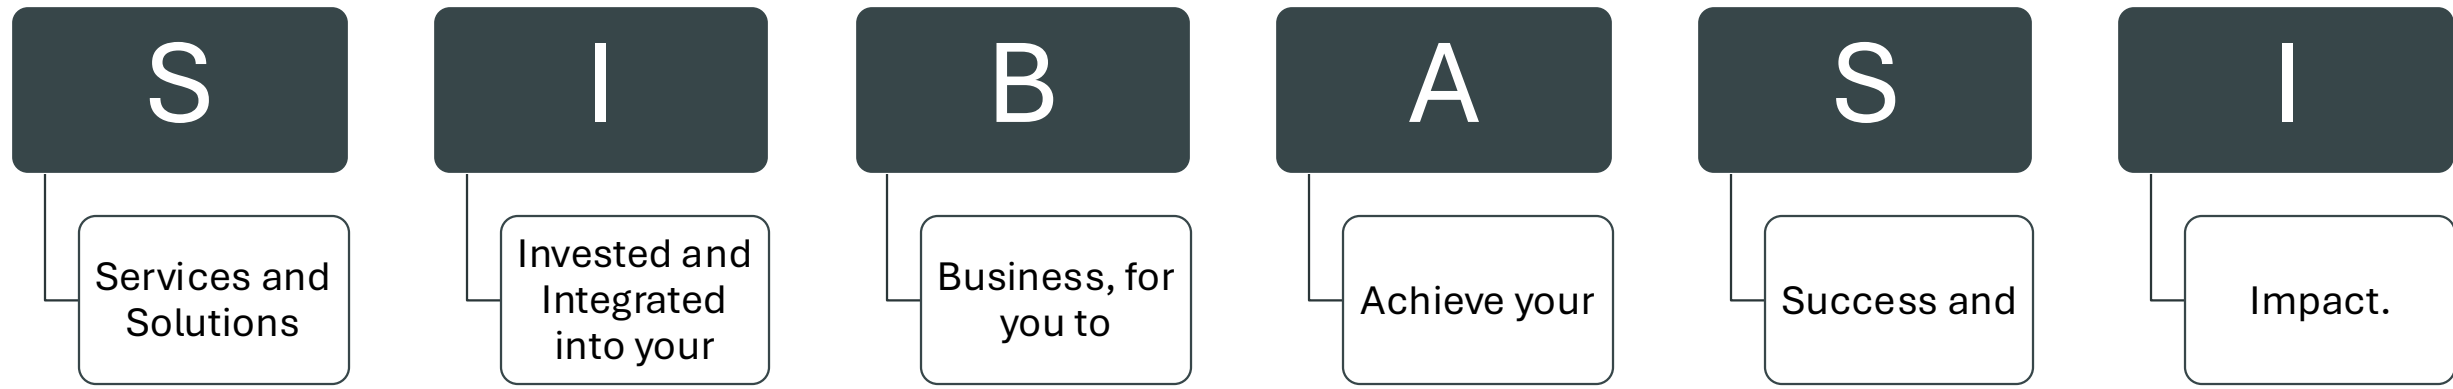 S
I
B
A
S
I
Services and
Solutions
Invested and
Integrated
into your
Business, for
you to
Achieve your
Success and
Impact.